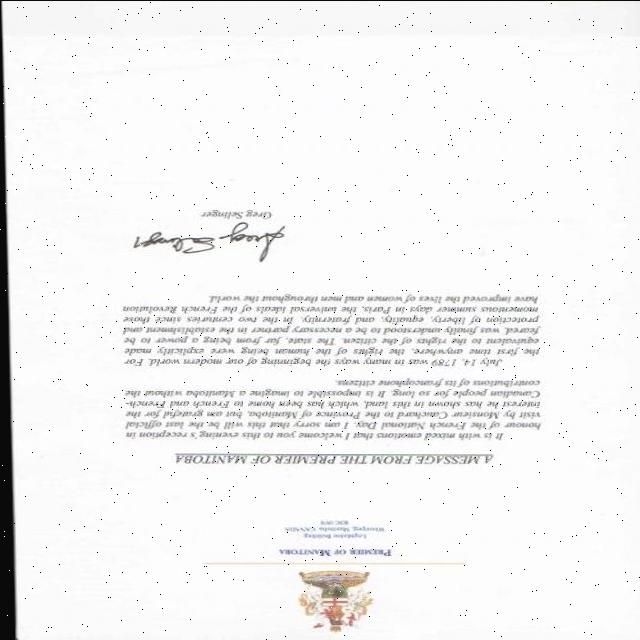 PREMIER OF MANITOBA
Legislative Building
Winnipeg, Manitoba CANADA
R3C 0V8
A MESSAGE FROM THE PREMIER OF MANITOBA
It is with mixed emotions that I welcome you to this evening's reception in
honour of the French National Day. I am sorry that this will be the last official
visit by Monsieur Cauchard to the Province of Manitoba, but am grateful for the
interest he has shown in this land, which has been home to French and French-
Canadian people for so long. It is impossible to imagine a Manitoba without the
contributions of its francophone citizens.
July 14, 1789 was in many ways the beginning of our modern world. For
the first time anywhere, the rights of the human being were explicitly made
equivalent to the rights of the citizen. The state, far from being a power to be
feared, was finally understood to be a necessary partner in the establishment and
protection of liberty, equality, and fraternity. In the two centuries since those
momentous summer days in Paris, the universal ideals of the French Revolution
have improved the lives of women and men throughout the world.
Greg Selinger
Greg Selinger